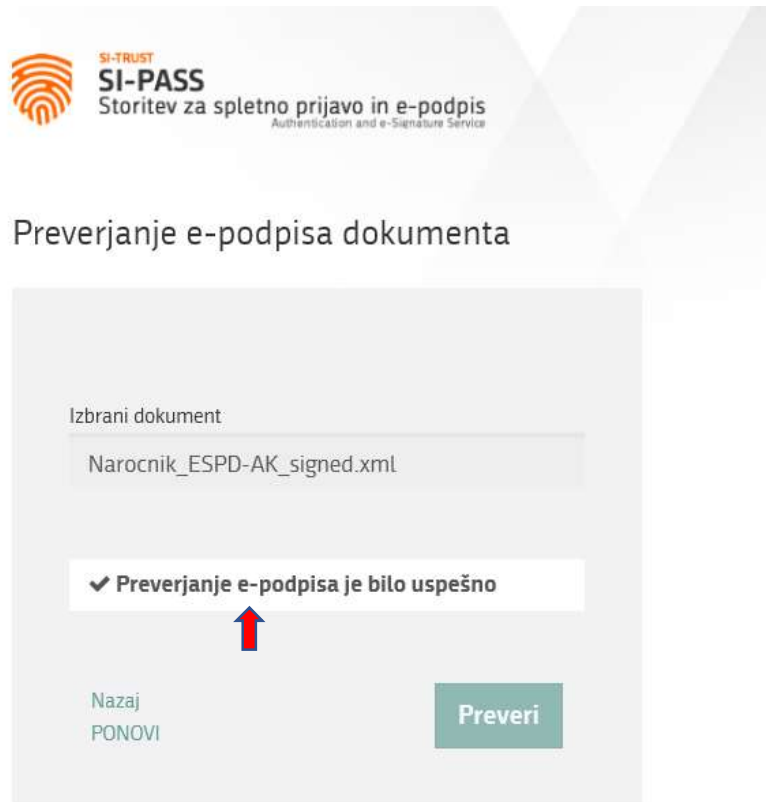 SI-TRUST
SI-PASS
Storitev za spletno prijavo in e-podpis
Authentication and e-Signature Service
Preverjanje e-podpisa dokumenta
Izbrani dokument
Narocnik_ESPD-AK_signed.xml
✔ Preverjanje e-podpisa je bilo uspešno
Nazaj
PONOVI
Preveri